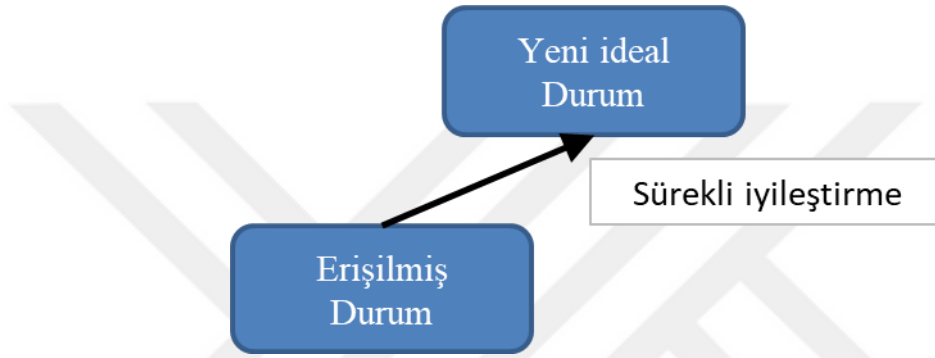 Yeni ideal
Durum
Sürekli iyileştirme
Erişilmiş
Durum